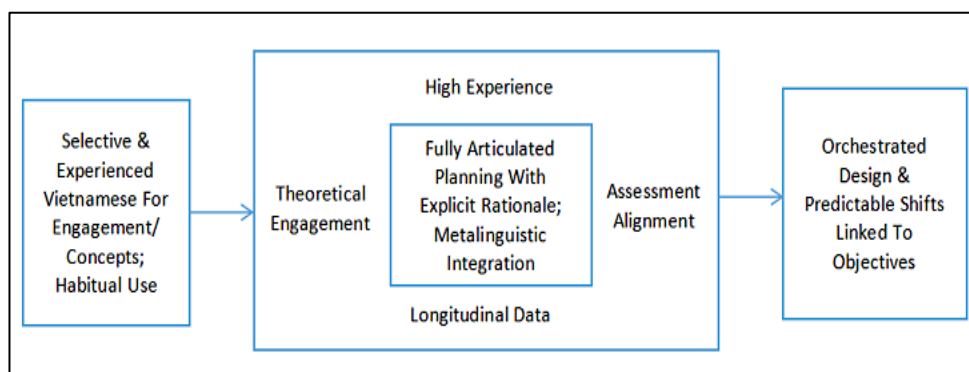 Selective &
Experienced
Vietnamese For
Engagement/
Concepts;
Habitual Use
High Experience
Theoretical
Engagement
Fully Articulated
Planning With
Explicit Rationale;
Metalinguistic
Integration
Assessment
Alignment
Longitudinal Data
Orchestrated
Design &
Predictable Shifts
Linked To
Objectives